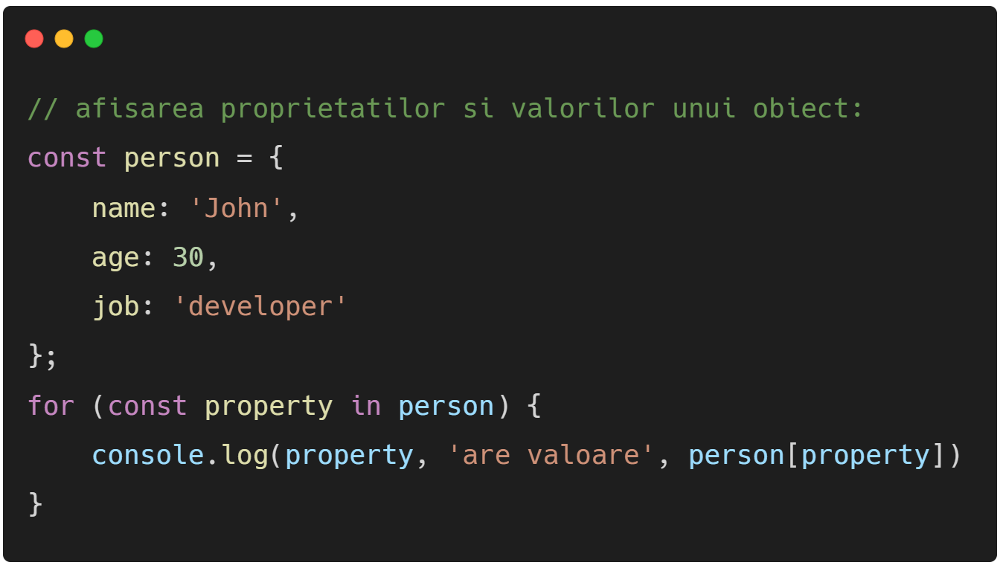 // afisarea proprietatilor si valorilor unui obiect:
const person = {
    name: 'John',
    age: 30,
    job: 'developer'
};
for (const property in person) {
    console.log(property, 'are valoare', person[property])
}